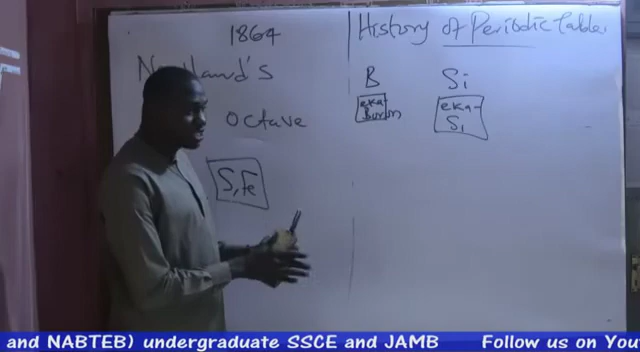 1864
Newland's
Octave
S, Fe
History of Periodic Table
B Si
eka- Boron
eka- Si
and NABTEB) undergraduate SSCE and JAMB Follow us on You